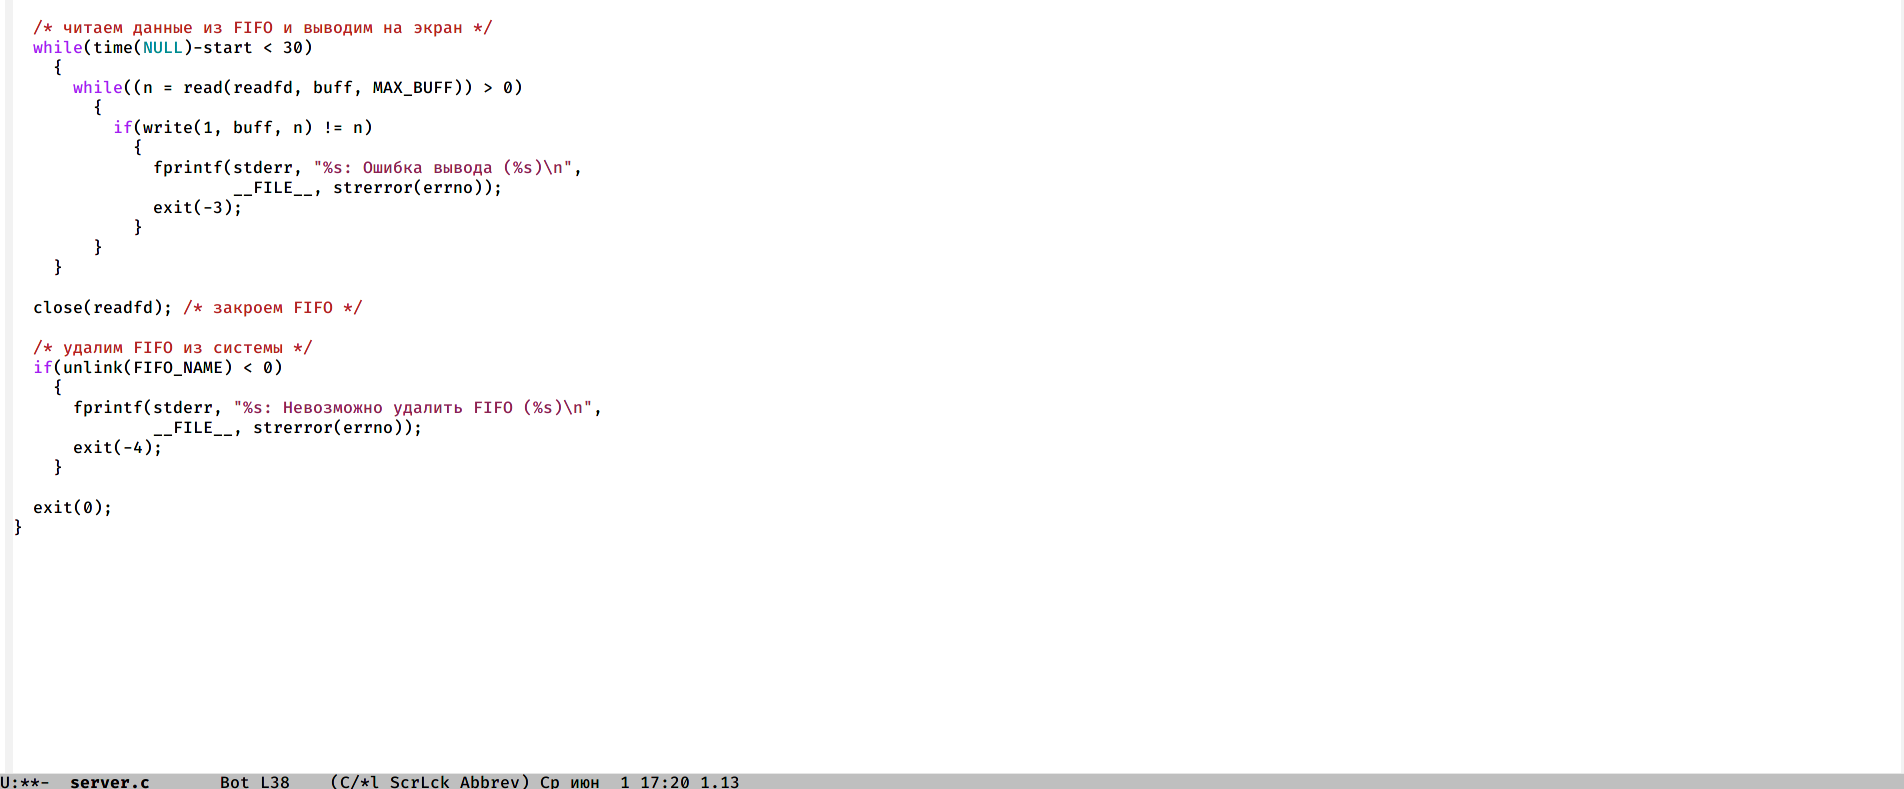 /* читаем данные из FIFO и выводим на экран */
while(time(NULL)-start < 30)
{
while((n = read(readfd, buff, MAX_BUFF)) > 0)
{
if(write(1, buff, n) != n)
{
fprintf(stderr, "%s: Ошибка вывода (%s)\n",
__FILE__, strerror(errno));
exit(-3);
}
}
}
close(readfd); /* закроем FIFO */
/* удалим FIFO из системы */
if(unlink(FIFO_NAME) < 0)
{
fprintf(stderr, "%s: Невозможно удалить FIFO (%s)\n",
__FILE__, strerror(errno));
exit(-4);
}
exit(0);
}
U:**-  server.c       Bot L38    (C/*l ScrLck Abbrev) Ср июн  1 17:20 1.13